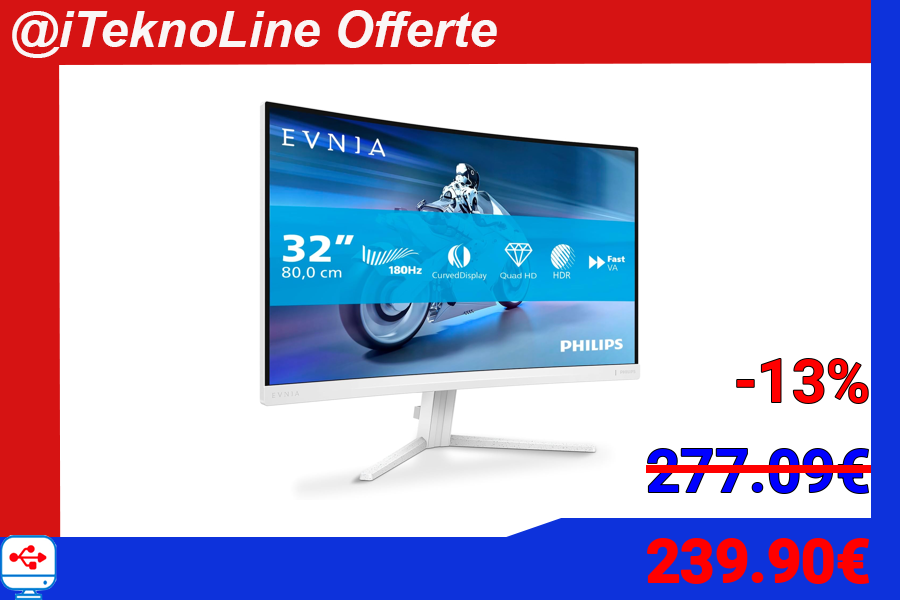 @iTeknoLine Offerte
EVNIA
32”
80,0 cm
180Hz
CurvedDisplay
Quad HD
HDR
Fast
VA
PHILIPS
EVNIA
-13%
277.09€
239.90€